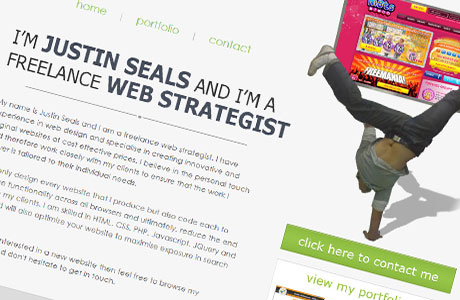 home | portfolio | contact
I'M JUSTIN SEALS AND I'M A
FREELANCE WEB STRATEGIST
My name is Justin Seals and I am a freelance web strategist. I have
experience in web design and specialise in creating innovative and
original websites at cost effective prices. I believe in the personal touch
and therefore work closely with my clients to ensure that the work I
is tailored to their individual needs.
only design every website that I produce but also code each to
functionality across all browsers and ultimately, reduce the end
my clients. I am skilled in HTML, CSS, PHP, Javascript, JQuery and
will also optimise your website to maximise exposure in search
interested in a new website then feel free to browse my
and don't hesitate to get in touch.
SLOTS
FREEMANIA!
click here to contact me
view my portfol